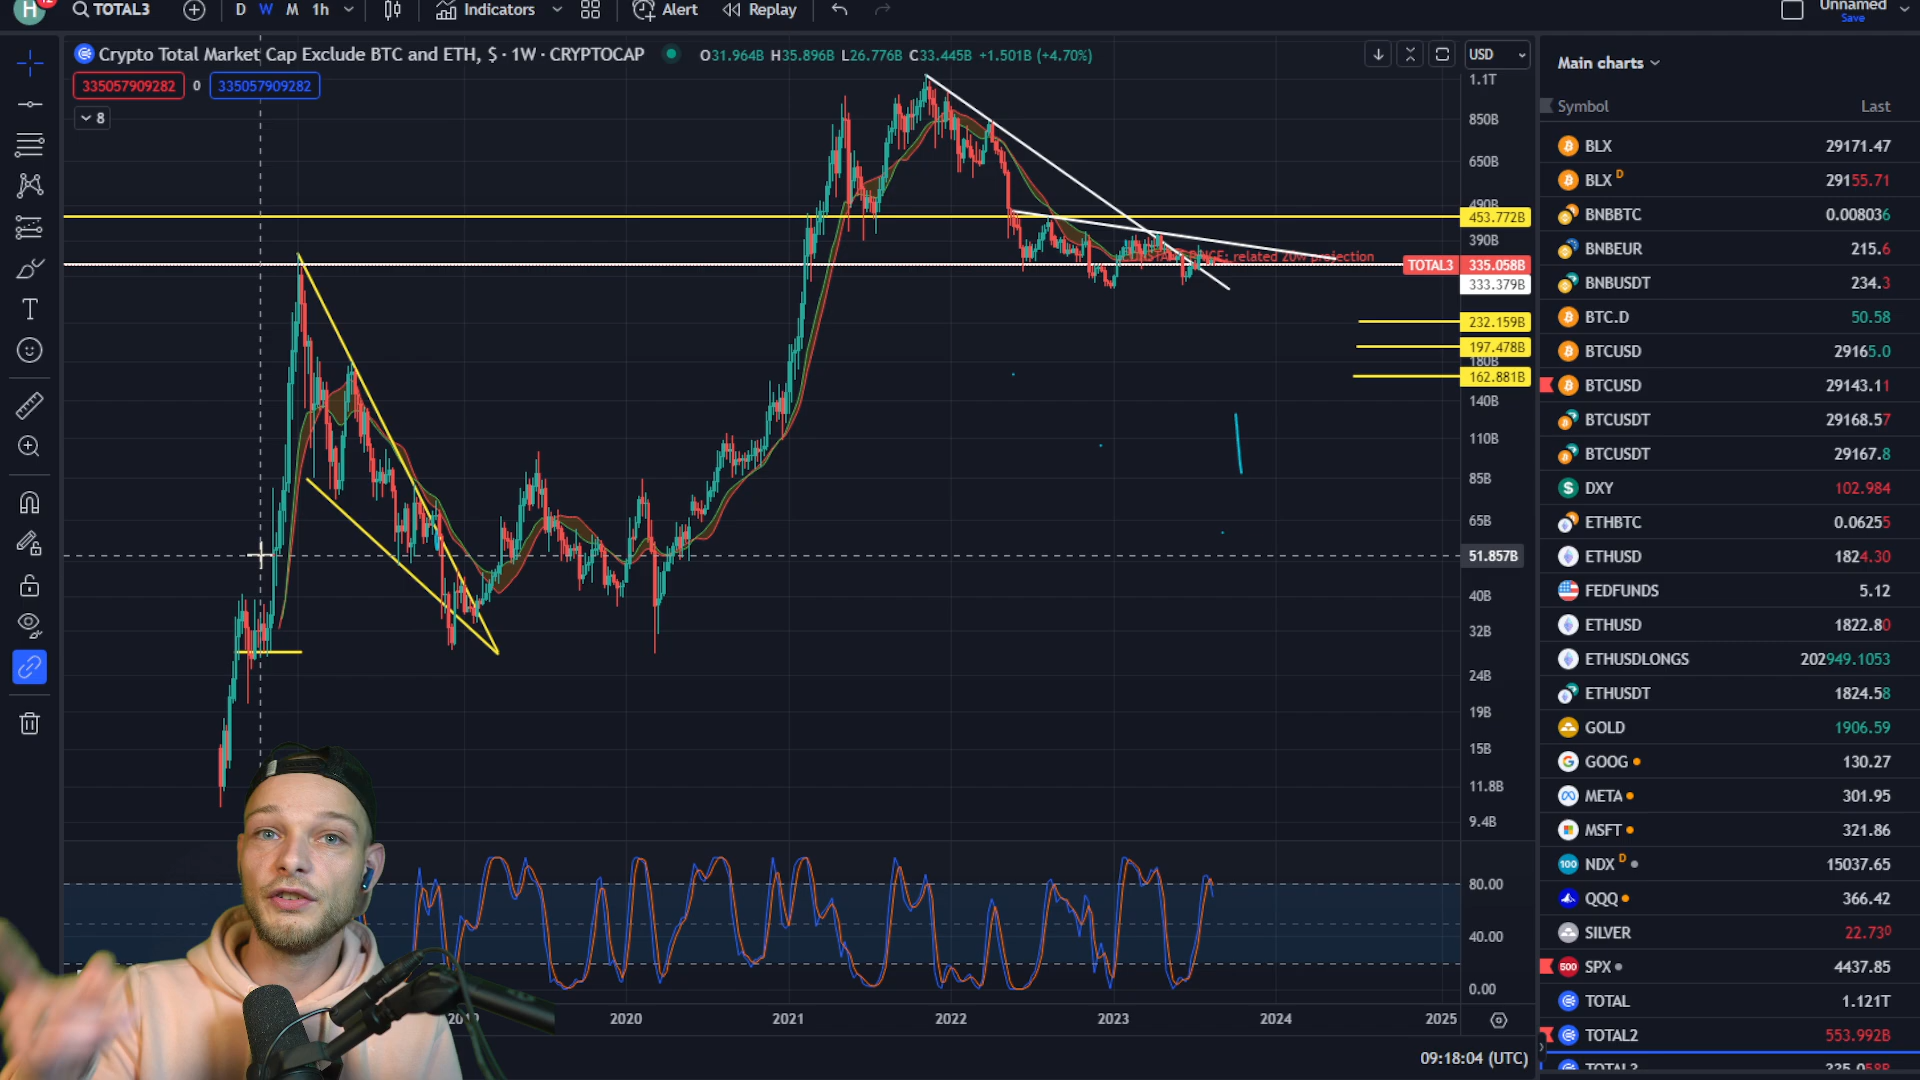 H
12
TOTAL3
D W M 1h
Indicators
Alert
Replay
Unnamed
Save
Crypto Total Market Cap Exclude BTC and ETH, $ · 1W · CRYPTOCAP
O31.964B H35.896B L26.776B C33.445B +1.501B (+4.70%)
USD
335057909282 0 335057909282
8
1.1T
850B
650B
490B
453.772B
390B
related 20w projection
TOTAL3 335.058B
333.379B
232.159B
197.478B
180B
162.881B
140B
110B
85B
65B
51.857B
40B
32B
24B
19B
15B
11.8B
9.4B
80.00
40.00
0.00
2019 2020 2021 2022 2023 2024 2025
09:18:04 (UTC)
Main charts
Symbol Last
BLX 29171.47
BLX D 29155.71
BNBBTC 0.008036
BNBEUR 215.6
BNBUSDT 234.3
BTC.D 50.58
BTCUSD 29165.0
BTCUSD 29143.11
BTCUSDT 29168.57
BTCUSDT 29167.8
DXY 102.984
ETHBTC 0.06255
ETHUSD 1824.30
FEDFUNDS 5.12
ETHUSD 1822.80
ETHUSDLONGS 202949.1053
ETHUSDT 1824.58
GOLD 1906.59
GOOG 130.27
META 301.95
MSFT 321.86
100 NDX D 15037.65
QQQ 366.42
SILVER 22.730
500 SPX 4437.85
TOTAL 1.121T
TOTAL2 553.992B
TOTAL3 335.058B